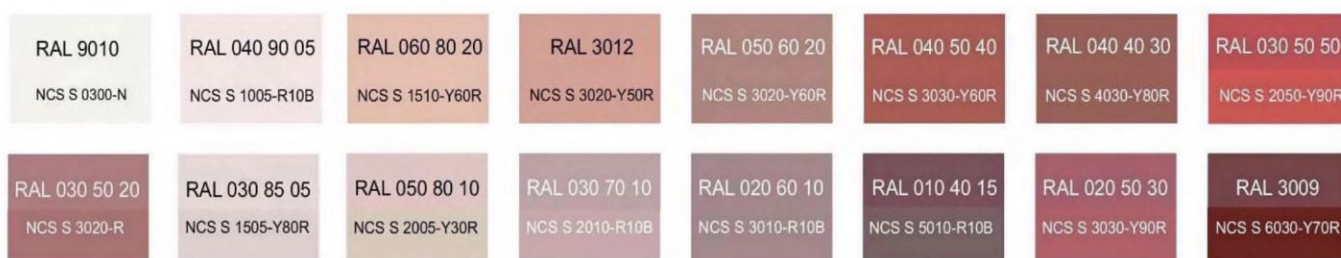 RAL 9010
NCS S 0300-N
RAL 040 90 05
NCS S 1005-R10B
RAL 060 80 20
NCS S 1510-Y60R
RAL 3012
NCS S 3020-Y50R
RAL 050 60 20
NCS S 3020-Y60R
RAL 040 50 40
NCS S 3030-Y60R
RAL 040 40 30
NCS S 4030-Y80R
RAL 030 50 50
NCS S 2050-Y90R
RAL 030 50 20
NCS S 3020-R
RAL 030 85 05
NCS S 1505-Y80R
RAL 050 80 10
NCS S 2005-Y30R
RAL 030 70 10
NCS S 2010-R10B
RAL 020 60 10
NCS S 3010-R10B
RAL 010 40 15
NCS S 5010-R10B
RAL 020 50 30
NCS S 3030-Y90R
RAL 3009
NCS S 6030-Y70R